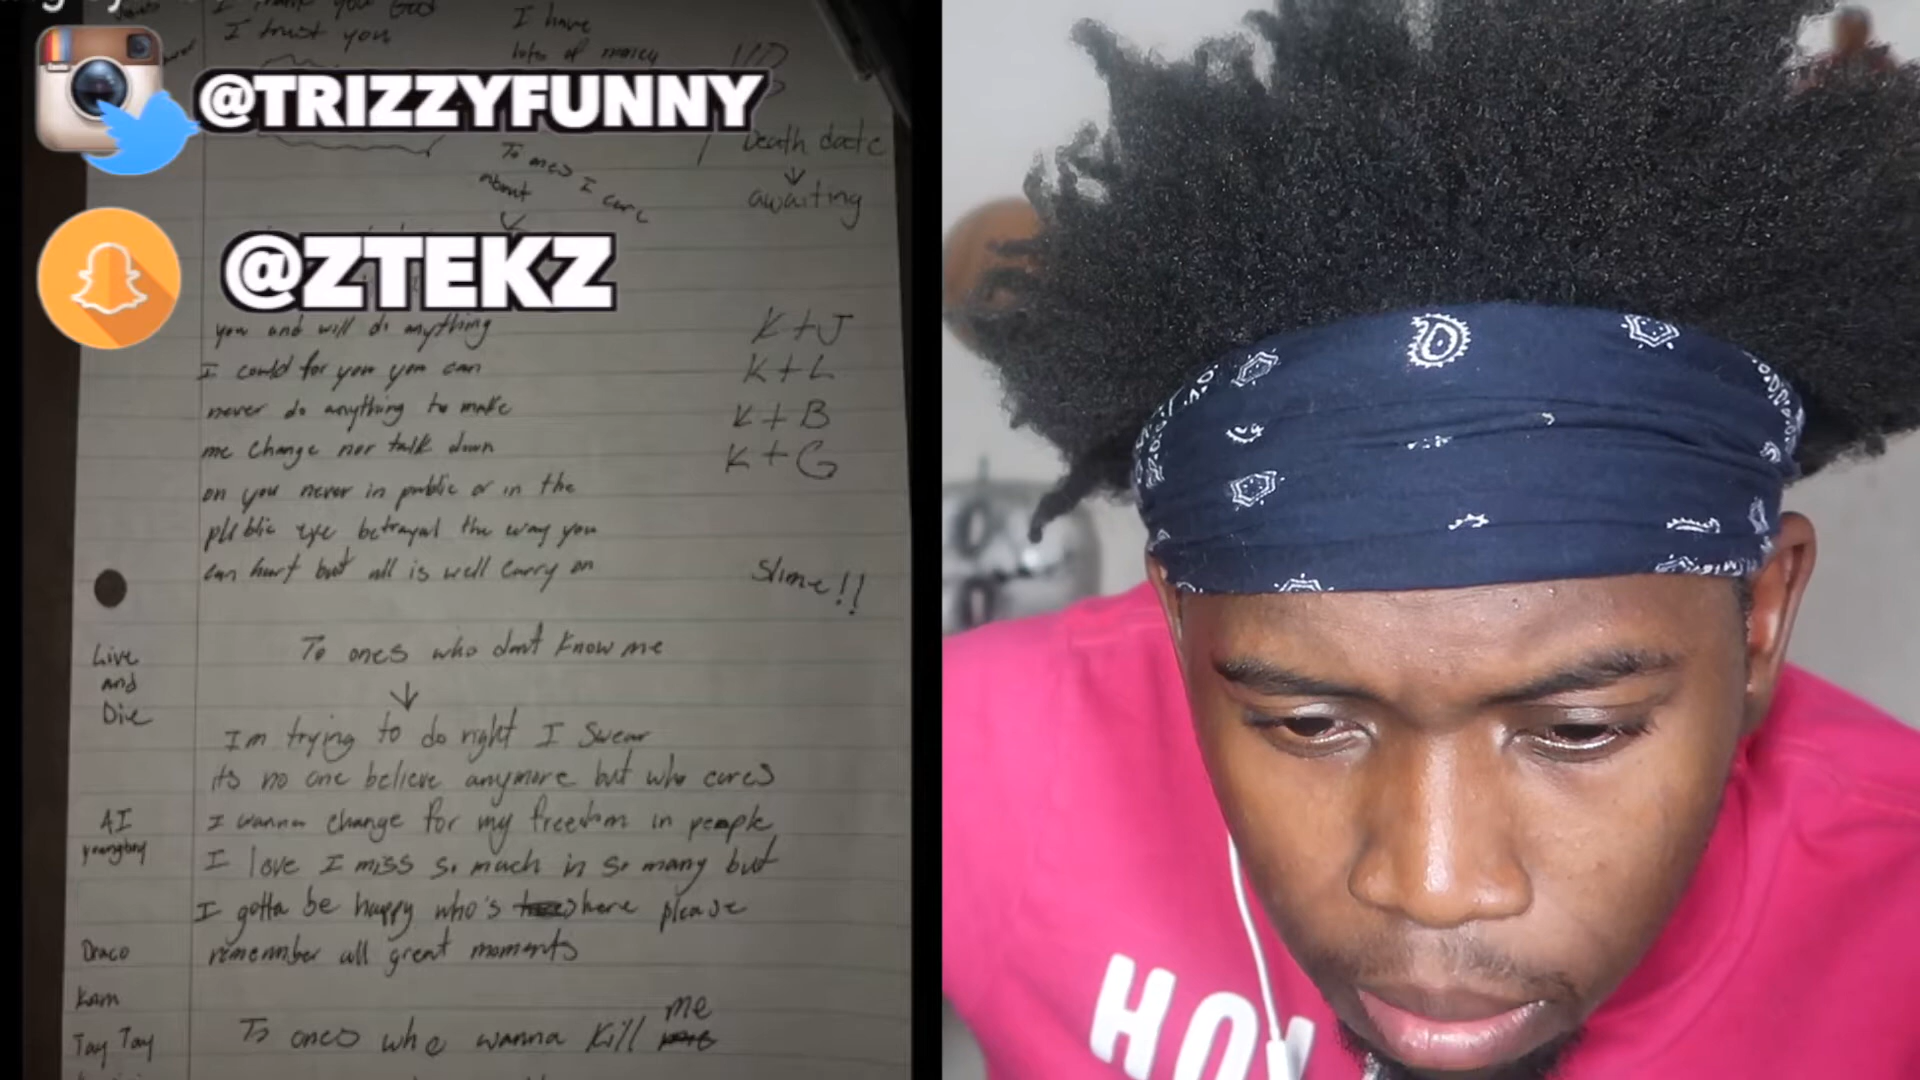 I thank you God
I trust you
I have
lots of mercy
@TRIZZYFUNNY
Death date
awaiting
To ones I care
about
@ZTEKZ
you and will do anything
I could for you you can
never do anything to make
me change nor talk down
on you never in public or in the
public eye betrayal the way you
can hurt but all is well carry on
K+J
K+L
K+B
K+G
Slime!!
To ones who dont know me
Live
and
Die
Im trying to do right I swear
its no one believe anymore but who cares
I wanna change for my freedom in people
I love I miss so much in so many but
I gotta be happy who's here please
remember all great moments
AI
youngboy
Draco
Kam
Tay Tay
To ones who wanna kill me
HOV